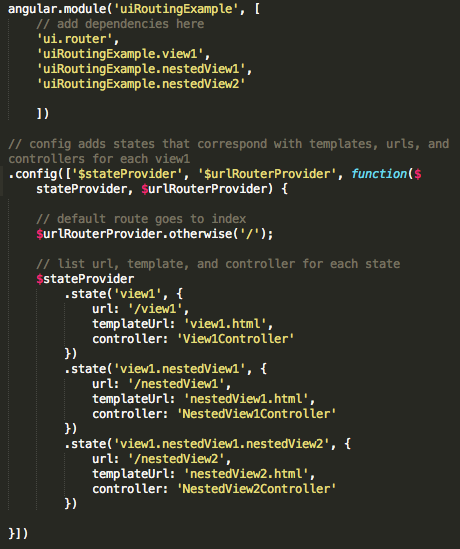 angular.module('uiRoutingExample', [
    // add dependencies here
    'ui.router',
    'uiRoutingExample.view1',
    'uiRoutingExample.nestedView1',
    'uiRoutingExample.nestedView2'
    ])
// config adds states that correspond with templates, urls, and
controllers for each view1
.config(['$stateProvider', '$urlRouterProvider', function($
    stateProvider, $urlRouterProvider) {
    // default route goes to index
    $urlRouterProvider.otherwise('/');
    // list url, template, and controller for each state
    $stateProvider
        .state('view1', {
            url: '/view1',
            templateUrl: 'view1.html',
            controller: 'View1Controller'
        })
        .state('view1.nestedView1', {
            url: '/nestedView1',
            templateUrl: 'nestedView1.html',
            controller: 'NestedView1Controller'
        })
        .state('view1.nestedView1.nestedView2', {
            url: '/nestedView2',
            templateUrl: 'nestedView2.html',
            controller: 'NestedView2Controller'
        })
}])